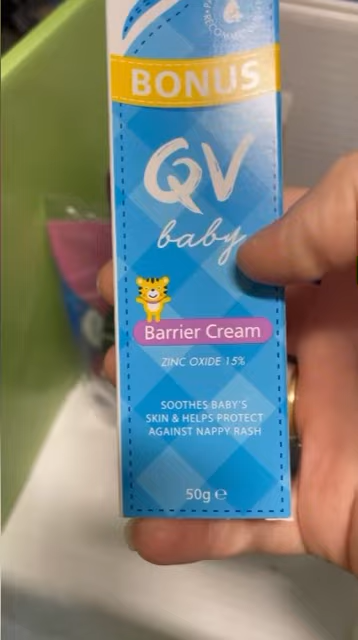 BONUS
QV
baby
Barrier Cream
ZINC OXIDE 15%
SOOTHES BABY'S
SKIN & HELPS PROTECT
AGAINST NAPPY RASH
50g ℮